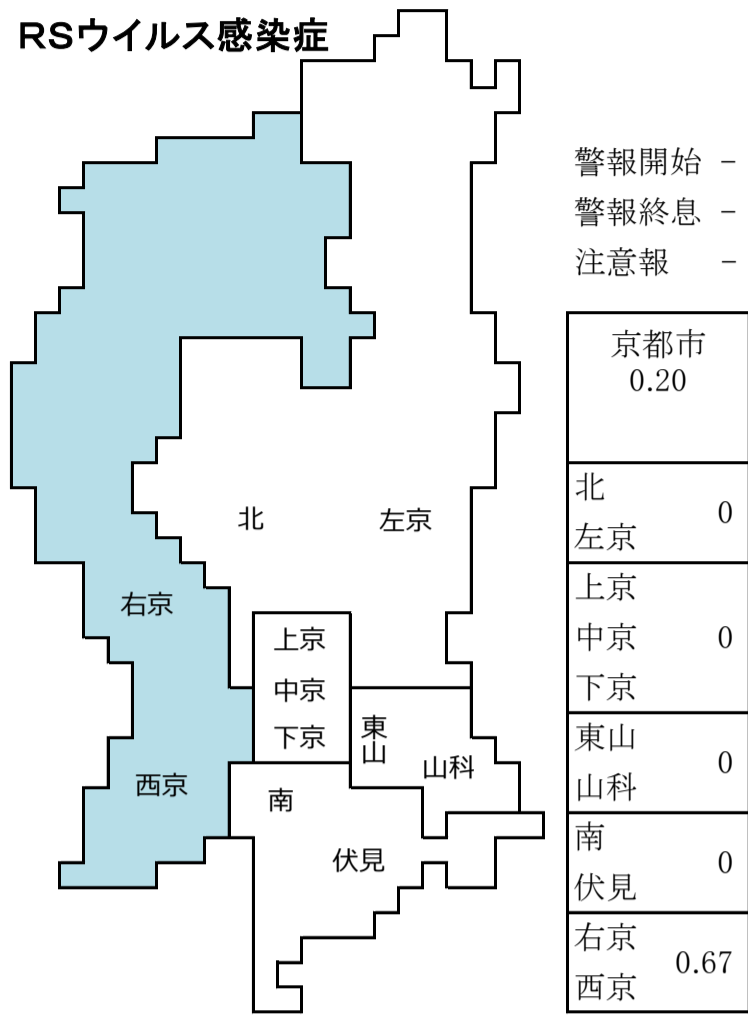 RSウイルス感染症
警報開始 -
警報終息 -
注意報 -
京都市
0.20
北
左京
0
上京
中京
下京
0
東山
山科
0
南
伏見
0
右京
西京
0.67
北
左京
右京
上京
中京
下京
東山
山科
西京
南
伏見